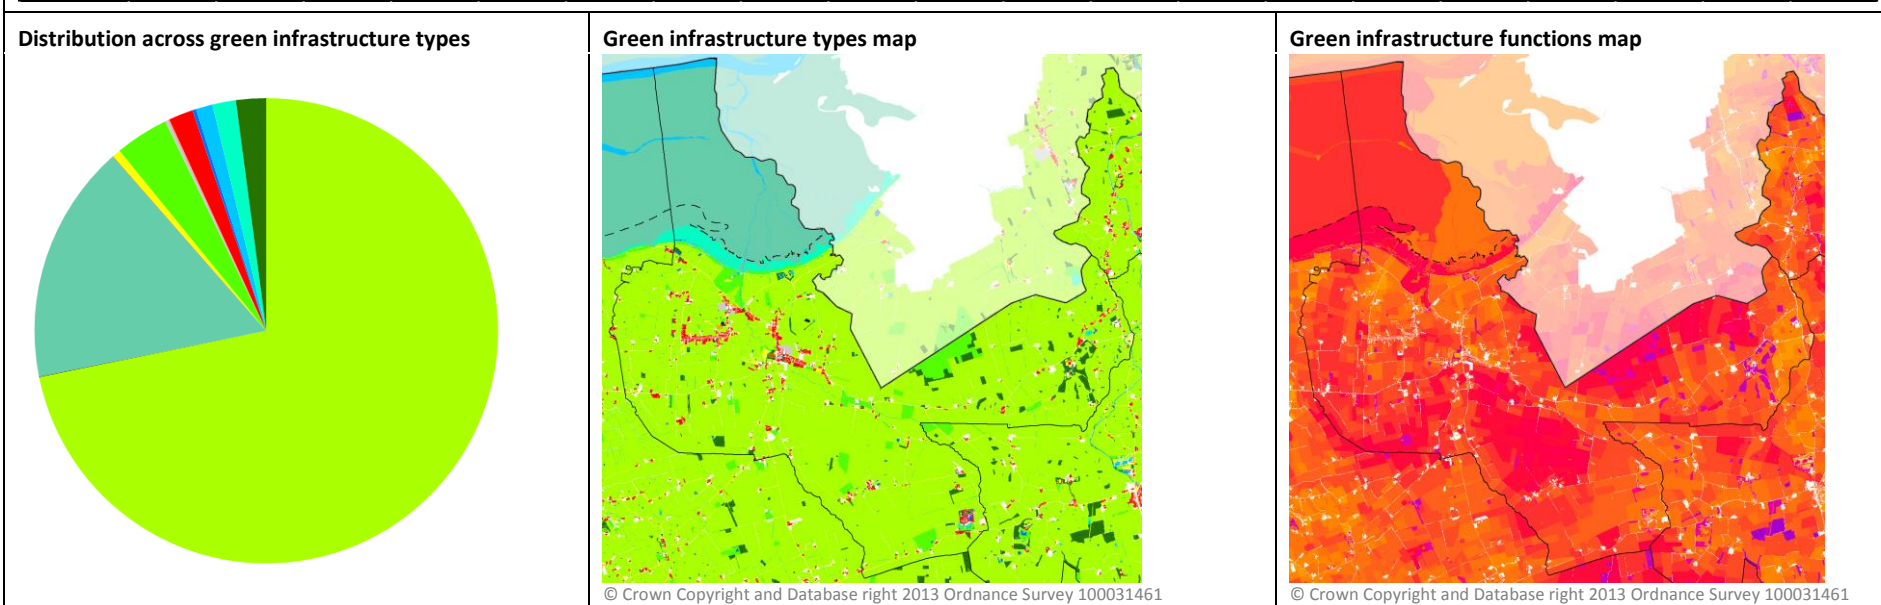 Distribution across green infrastructure types
Green infrastructure types map
Green infrastructure functions map
© Crown Copyright and Database right 2013 Ordnance Survey 100031461
© Crown Copyright and Database right 2013 Ordnance Survey 100031461